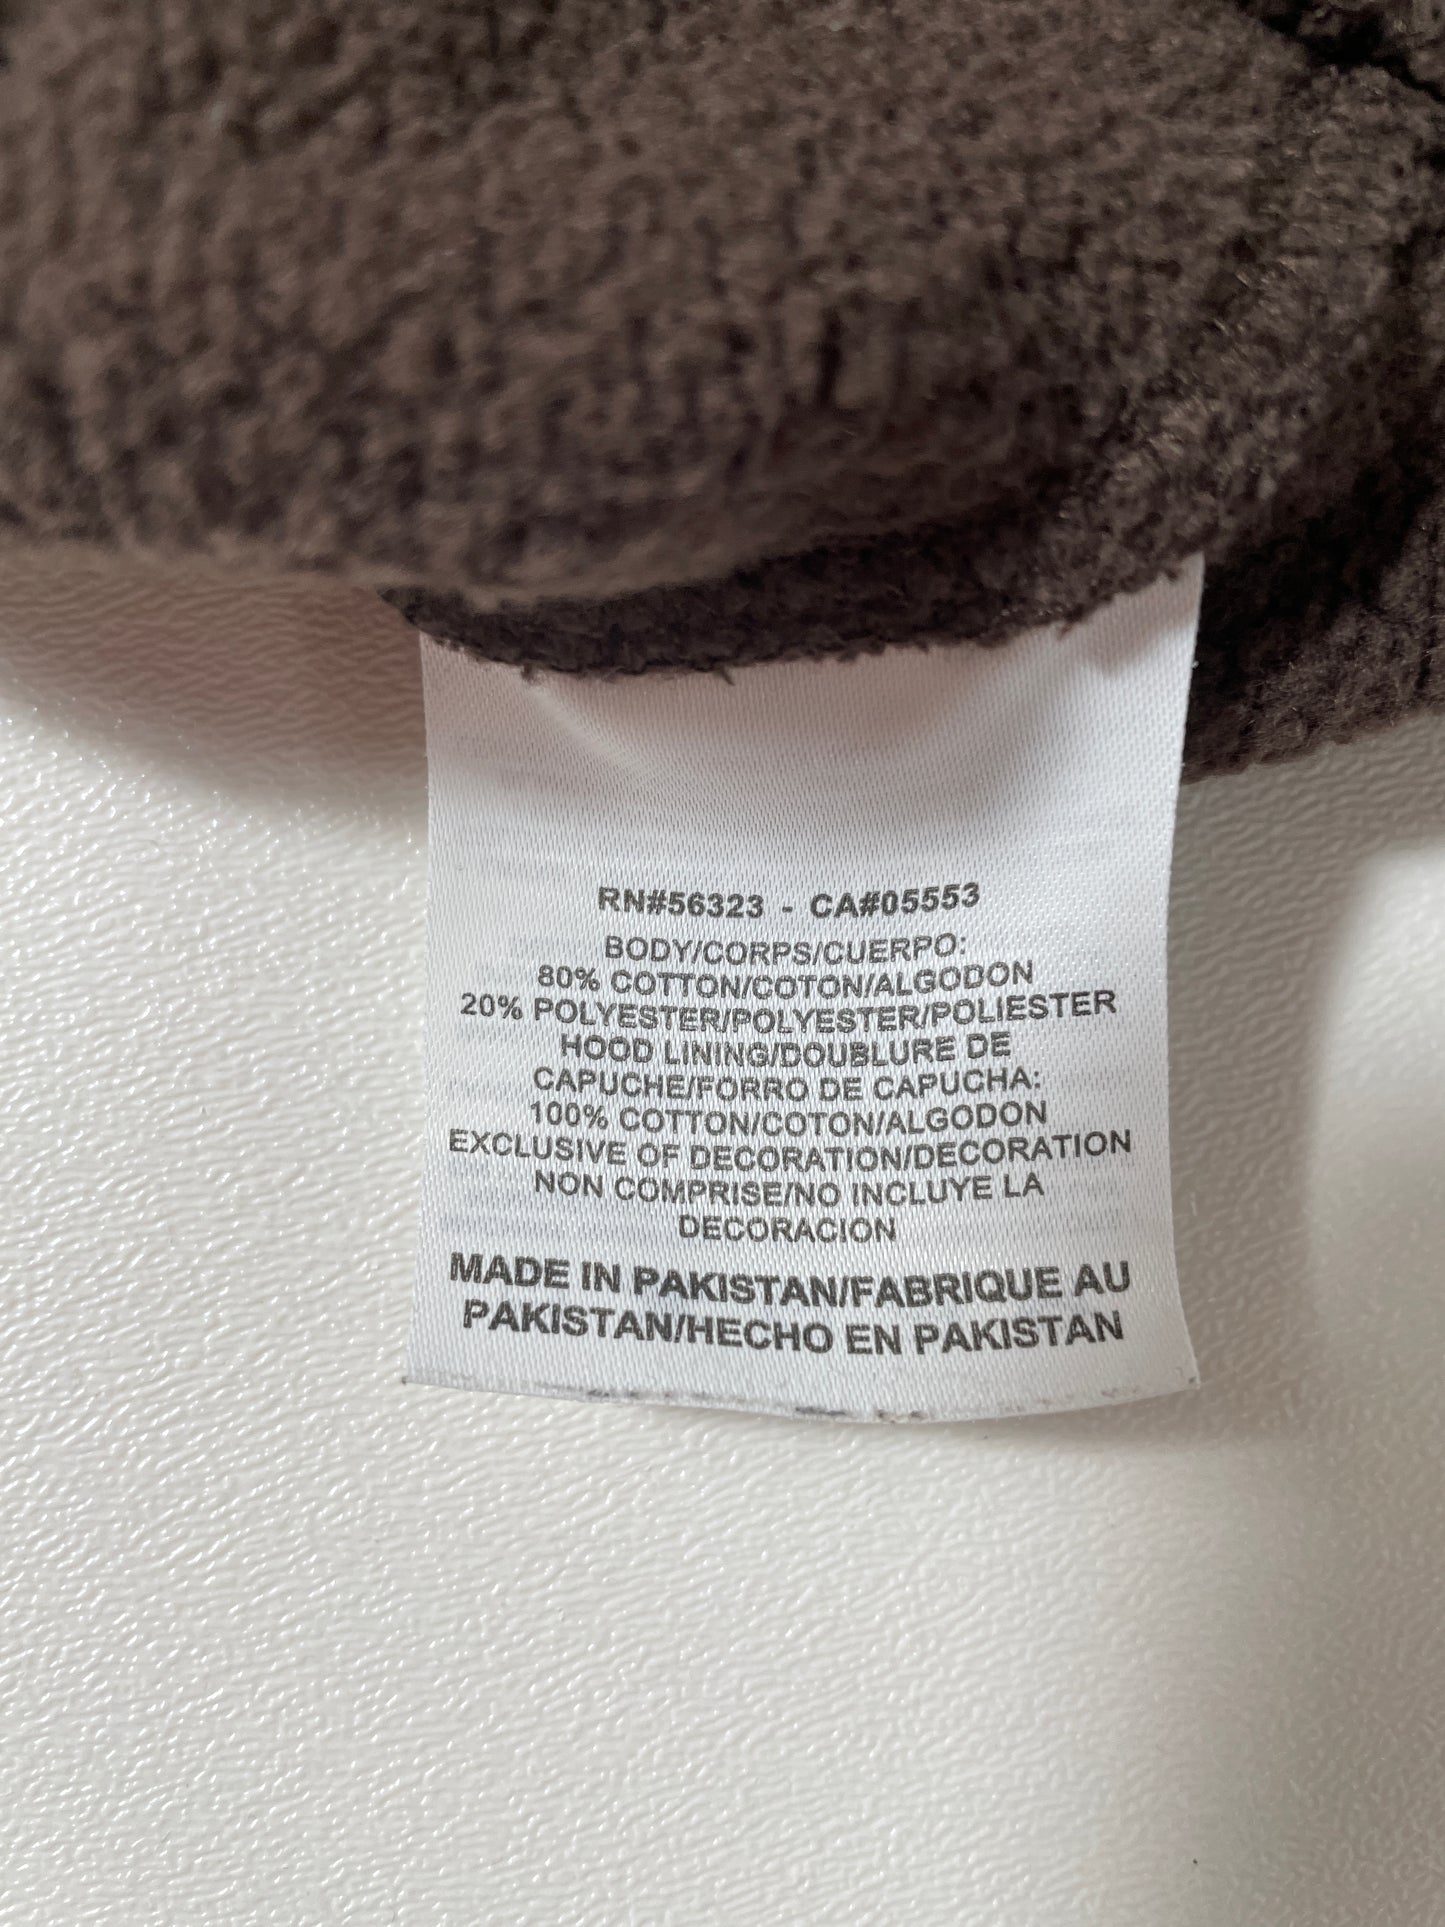 RN#56323 - CA#05553
BODY/CORPS/CUERPO:
80% COTTON/COTON/ALGODON
20% POLYESTER/POLYESTER/POLIESTER
HOOD LINING/DOUBLURE DE
CAPUCHE/FORRO DE CAPUCHA:
100% COTTON/COTON/ALGODON
EXCLUSIVE OF DECORATION/DECORATION
NON COMPRISE/NO INCLUYE LA
DECORACION
MADE IN PAKISTAN/FABRIQUE AU
PAKISTAN/HECHO EN PAKISTAN